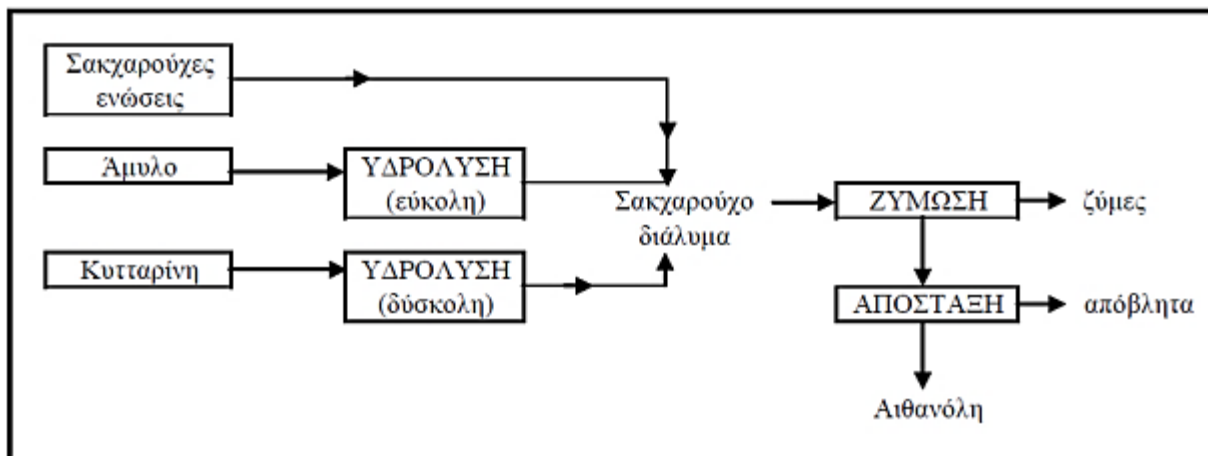 Σακχαρούχες
ενώσεις
Άμυλο
ΥΔΡΟΛΥΣΗ
(εύκολη)
Κυτταρίνη
ΥΔΡΟΛΥΣΗ
(δύσκολη)
Σακχαρούχο
διάλυμα
ΖΥΜΩΣΗ
ζύμες
ΑΠΟΣΤΑΞΗ
απόβλητα
Αιθανόλη